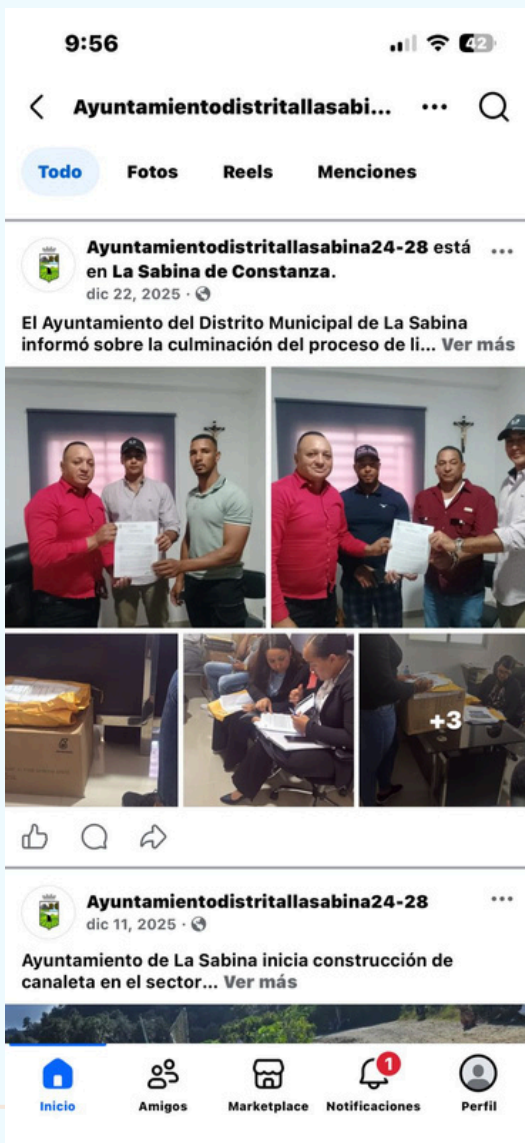 9:56
42
Ayuntamientodistritallasabi...
Todo Fotos Reels Menciones
Ayuntamientodistritallasabina24-28 está
en La Sabina de Constanza.
dic 22, 2025 ·
El Ayuntamiento del Distrito Municipal de La Sabina
informó sobre la culminación del proceso de li... Ver más
+3
Ayuntamientodistritallasabina24-28
dic 11, 2025 ·
Ayuntamiento de La Sabina inicia construcción de
canaleta en el sector... Ver más
1
Inicio Amigos Marketplace Notificaciones Perfil